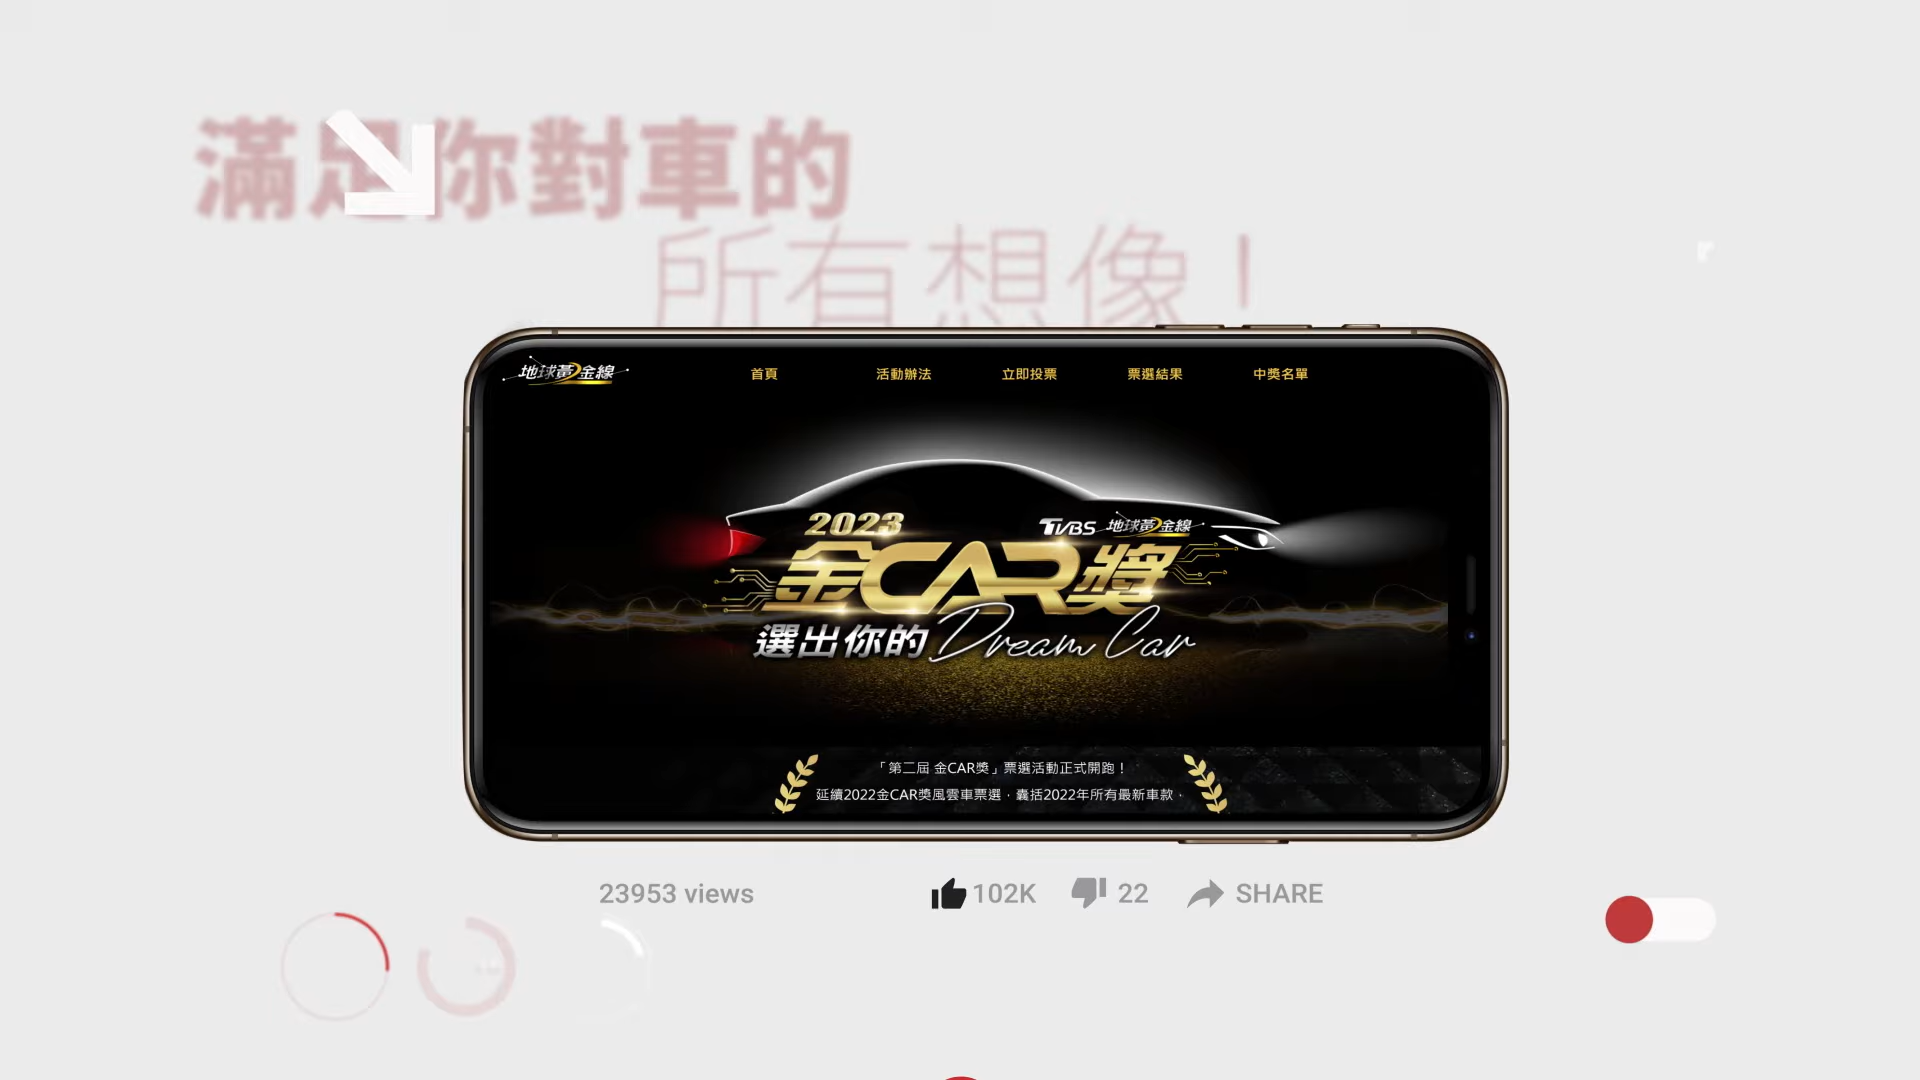 滿足你對車的
所有想像!
地球黃金線
首頁
活動辦法
立即投票
票選結果
中獎名單
2023
TVBS 地球黃金線
金CAR獎
選出你的 Dream Car
「第二屆 金CAR獎」票選活動正式開跑!
延續2022金CAR獎風雲車票選,囊括2022年所有最新車款、
23953 views
102K
22
SHARE